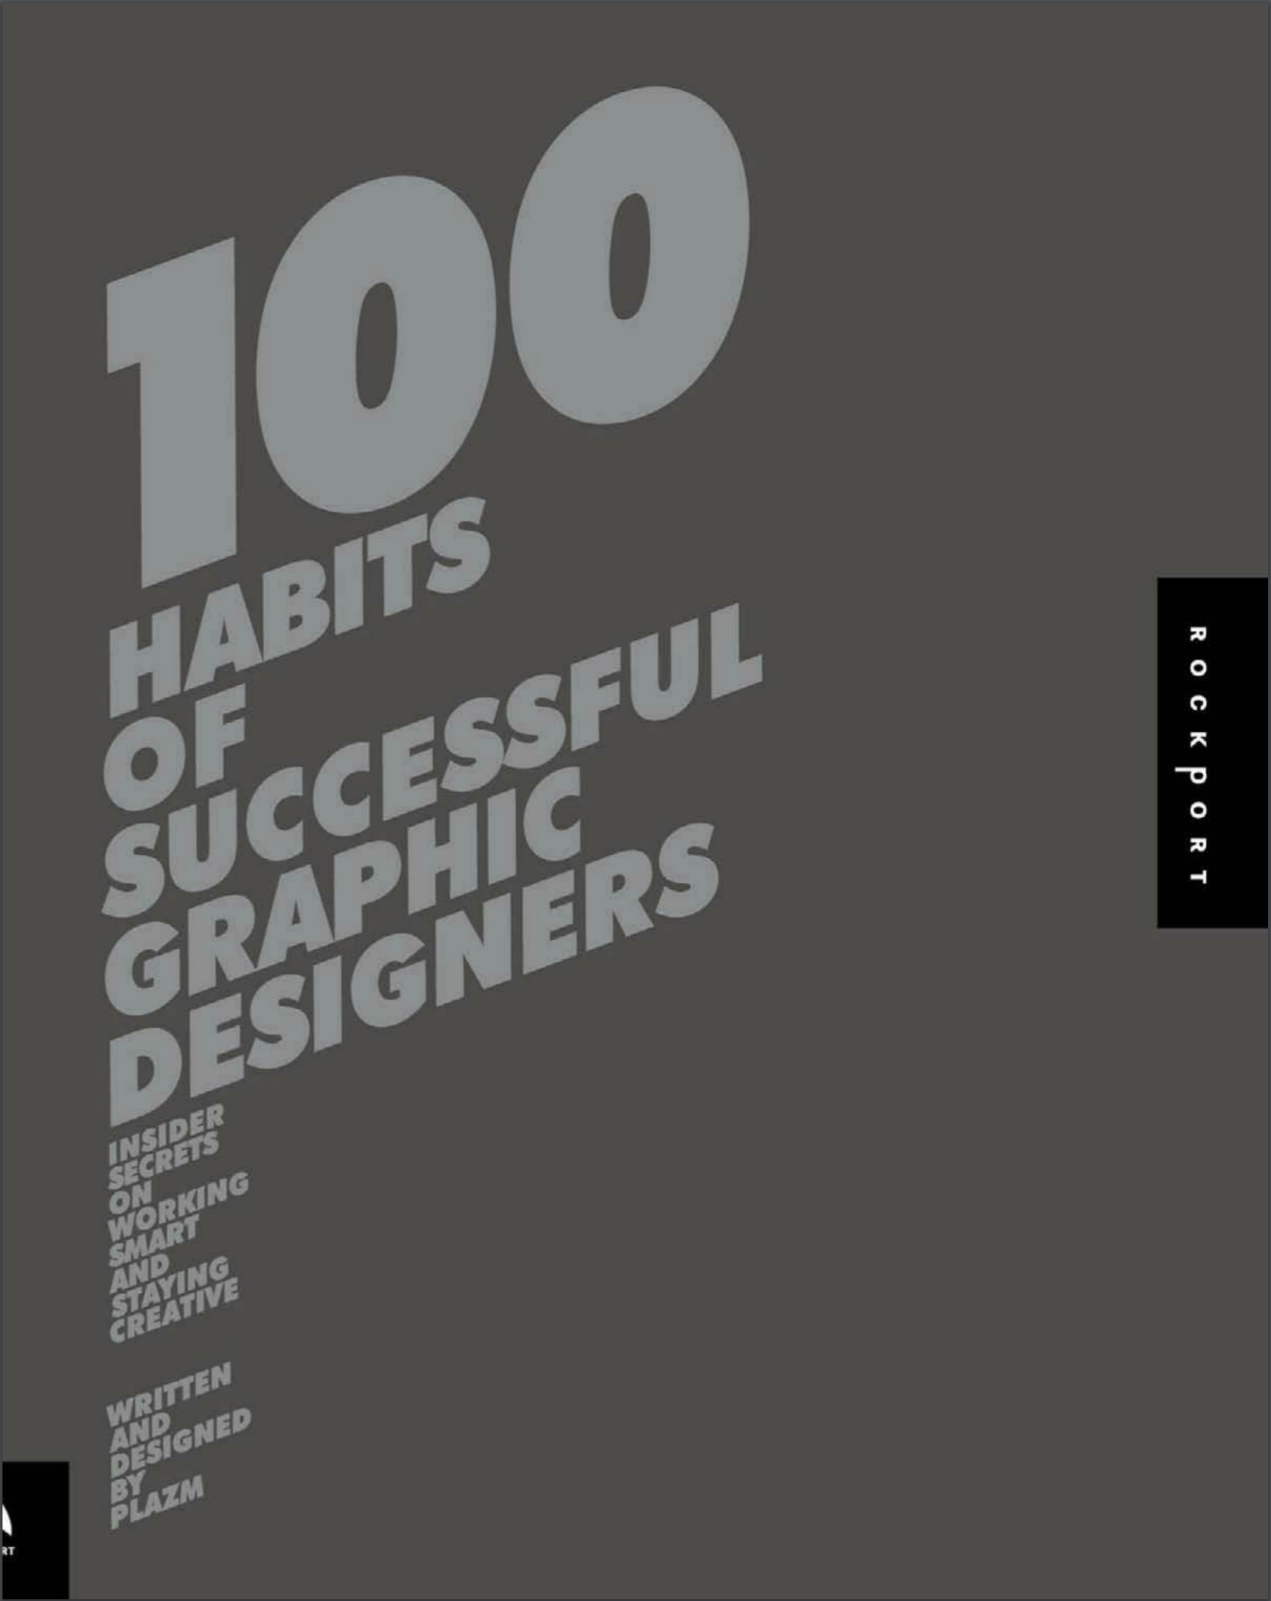 100
HABITS
OF
SUCCESSFUL
GRAPHIC
DESIGNERS
INSIDER
SECRETS
ON
WORKING
SMART
AND
STAYING
CREATIVE
WRITTEN
AND
DESIGNED
BY
PLAZM
ROCKpORT
RT